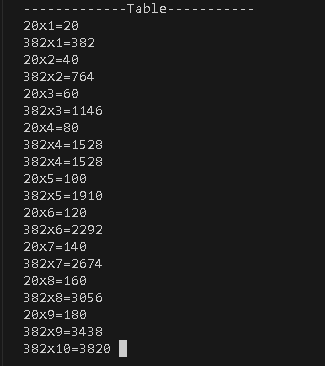 -------------Table-----------
20x1=20
382x1=382
20x2=40
382x2=764
20x3=60
382x3=1146
20x4=80
382x4=1528
382x4=1528
20x5=100
382x5=1910
20x6=120
382x6=2292
20x7=140
382x7=2674
20x8=160
382x8=3056
20x9=180
382x9=3438
382x10=3820